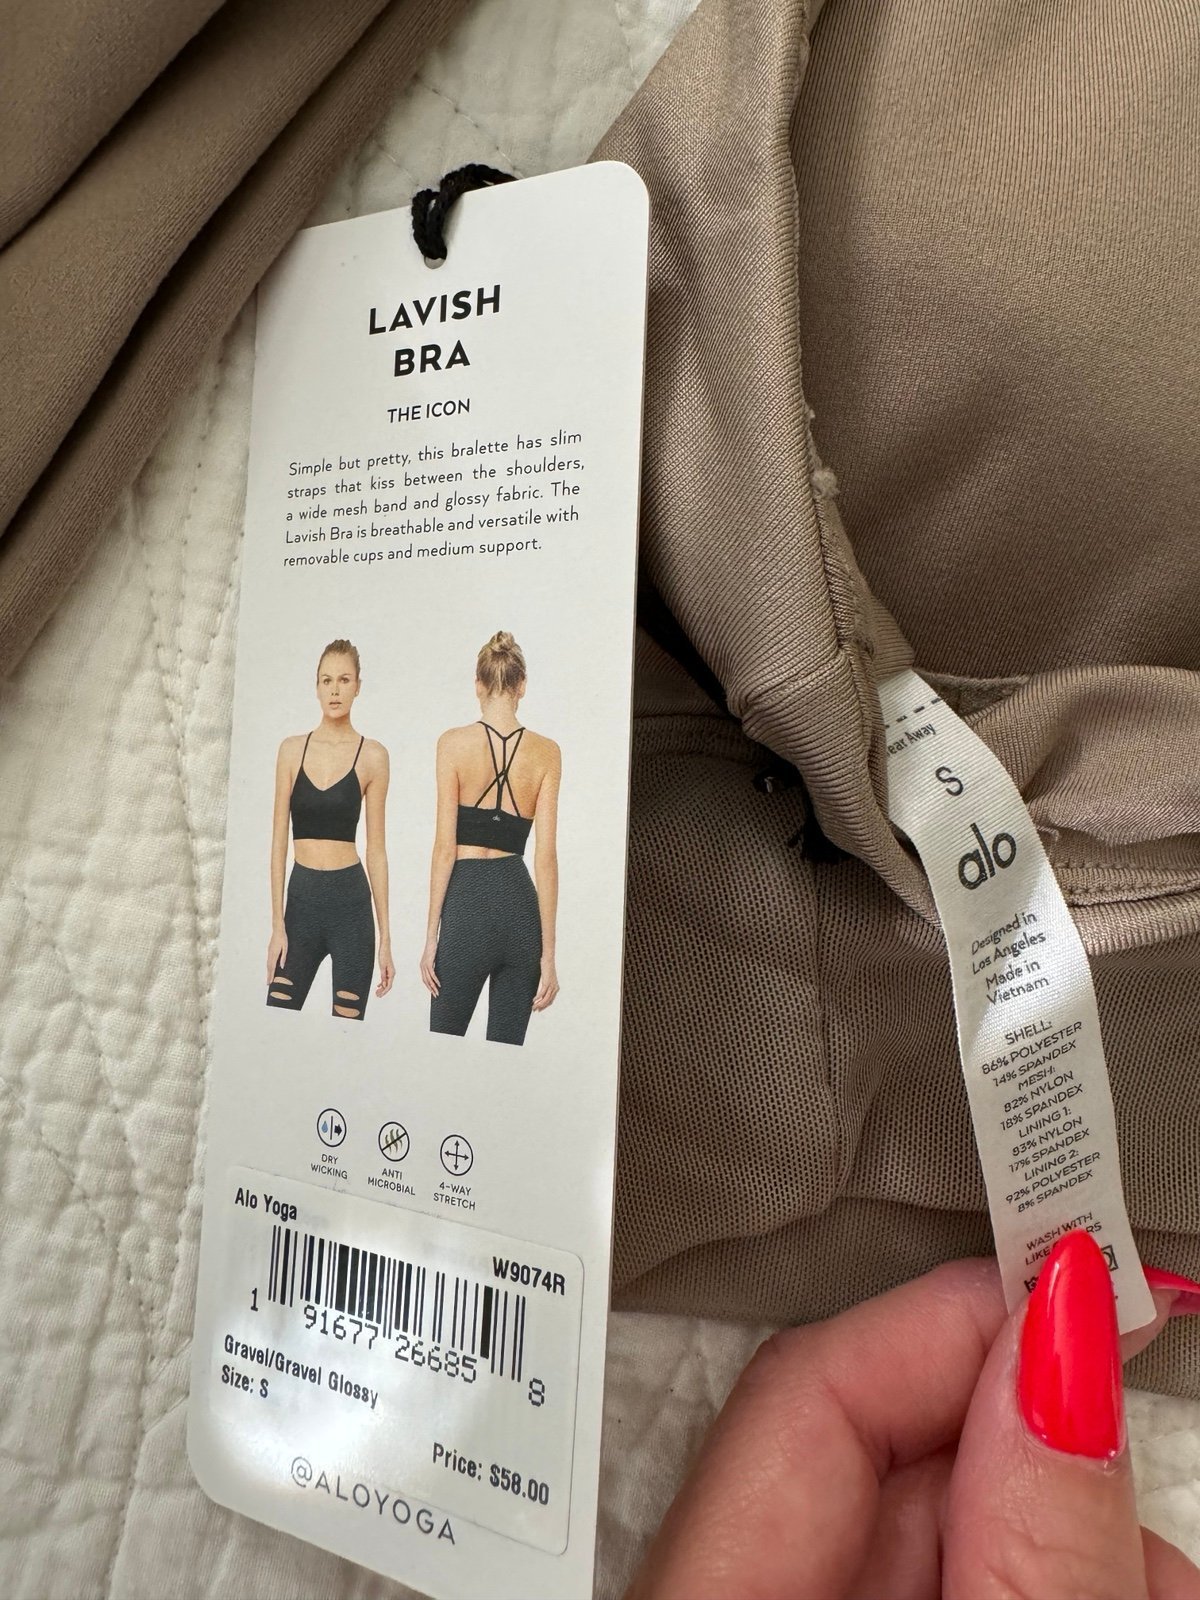 LAVISH
BRA
THE ICON
Simple but pretty, this bralette has slim
straps that kiss between the shoulders,
a wide mesh band and glossy fabric. The
Lavish Bra is breathable and versatile with
removable cups and medium support.
alo
DRY
WICKING
ANTI
MICROBIAL
4-WAY
STRETCH
Alo Yoga
W9074R
1 91677 26685 8
Gravel/Gravel Glossy
Size: S
Price: $58.00
@ALOYOGA
Away
S
alo
Designed in
Los Angeles
Made in
Vietnam
SHELL:
86% POLYESTER
14% SPANDEX
MESH:
82% NYLON
18% SPANDEX
LINING 1:
83% NYLON
17% SPANDEX
LINING 2:
92% POLYESTER
8% SPANDEX
WASH WITH
LIKE